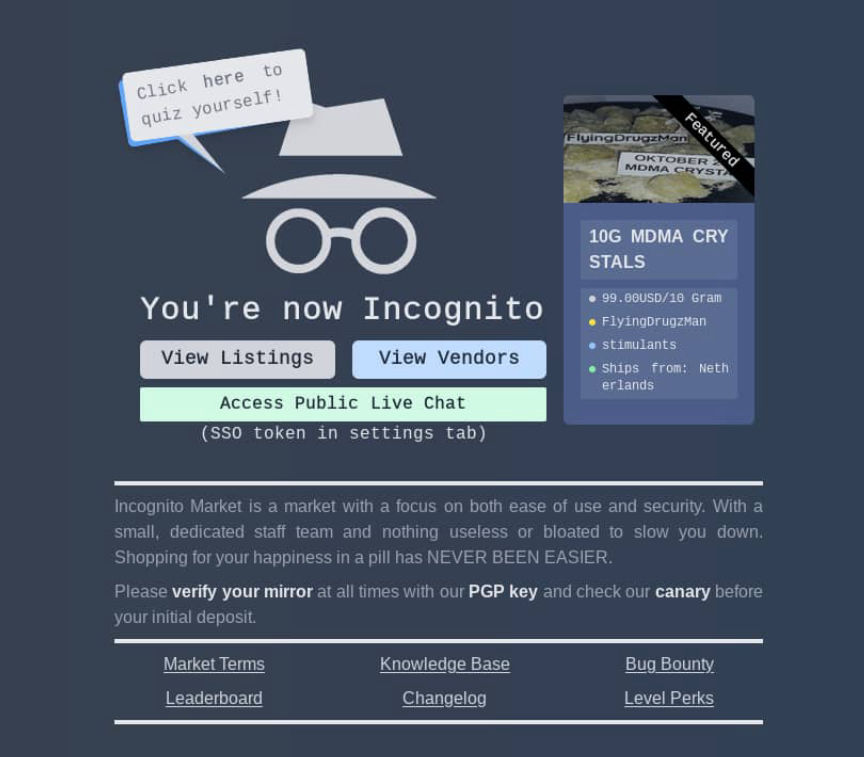 Click here to
quiz yourself!
You're now Incognito
View Listings
View Vendors
Access Public Live Chat
(SSO token in settings tab)
Featured
FlyingDrugzMan
OKTOBER 2
MDMA CRYSTA
10G MDMA CRY
STALS
99.00USD/10 Gram
FlyingDrugzMan
stimulants
Ships from: Neth
erlands
Incognito Market is a market with a focus on both ease of use and security. With a
small, dedicated staff team and nothing useless or bloated to slow you down.
Shopping for your happiness in a pill has NEVER BEEN EASIER.
Please verify your mirror at all times with our PGP key and check our canary before
your initial deposit.
Market Terms
Knowledge Base
Bug Bounty
Leaderboard
Changelog
Level Perks